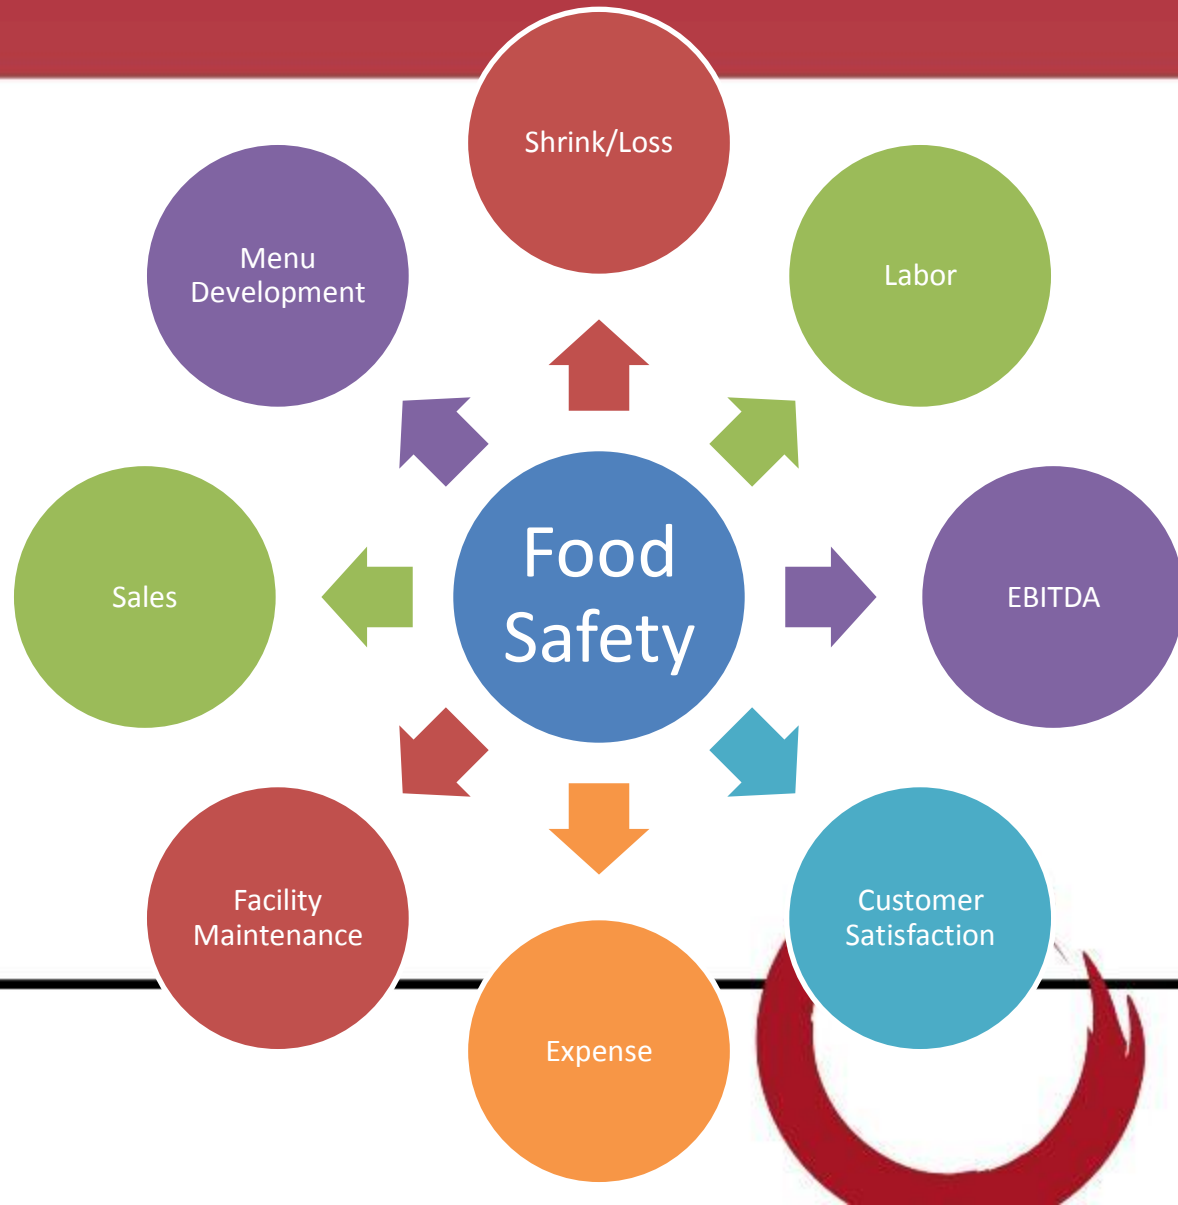 Shrink/Loss
Menu
Development
Labor
Food
Safety
Sales
EBITDA
Facility
Maintenance
Customer
Satisfaction
Expense